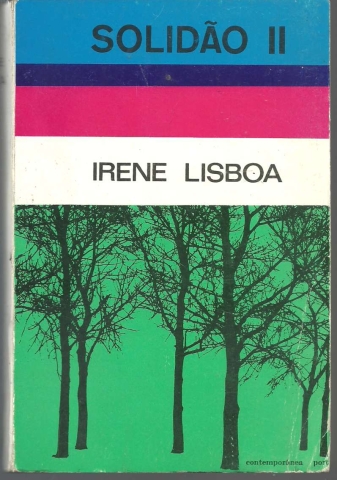 SOLIDÃO II
IRENE LISBOA
contemporânea